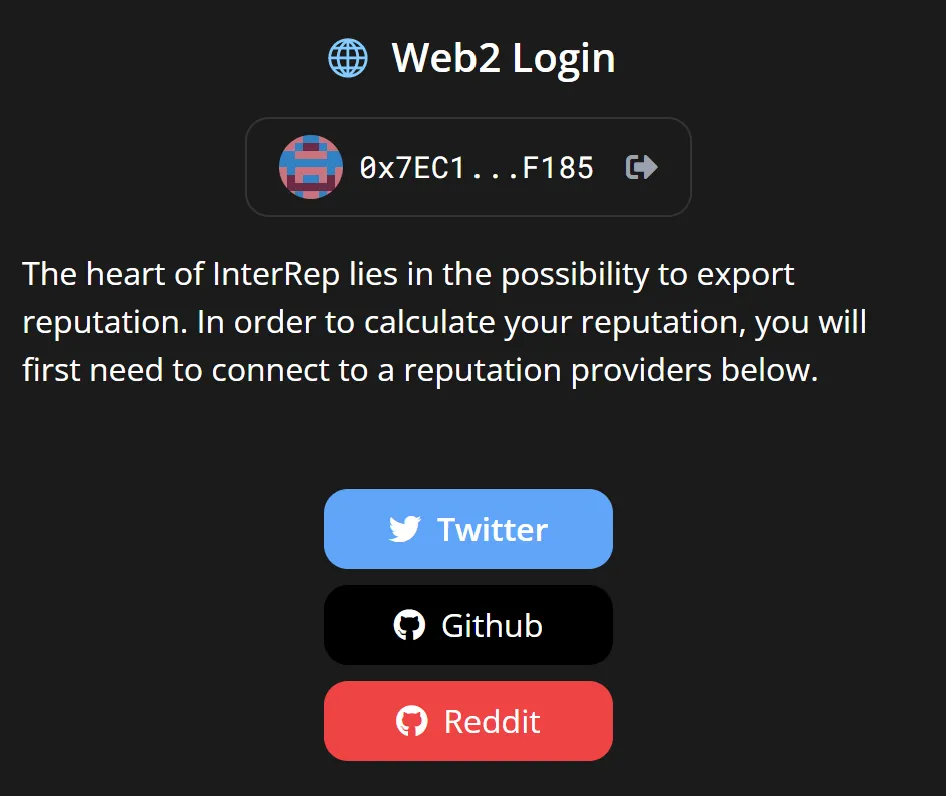 Web2 Login
0x7EC1...F185
The heart of InterRep lies in the possibility to export
reputation. In order to calculate your reputation, you will
first need to connect to a reputation providers below.
Twitter
Github
Reddit